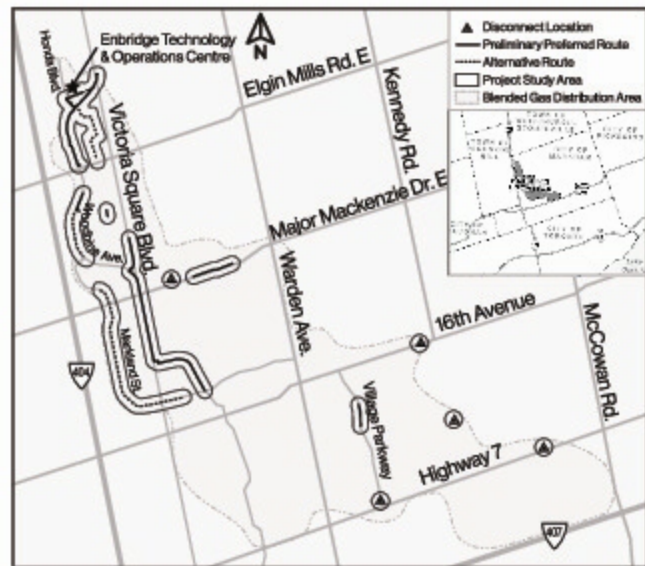 Enbridge Technology
& Operations Centre
N
Honda Blvd.
Victoria Square Blvd.
Elgin Mills Rd. E
Kennedy Rd.
Disconnect Location
Preliminary Preferred Route
Alternative Route
Project Study Area
Blended Gas Distribution Area
CITY OF
Major Mackenzie Dr. E
Woodbine Ave.
Warden Ave.
16th Avenue
McCowan Rd.
404
Markland St.
Village Parkway
Highway 7
407